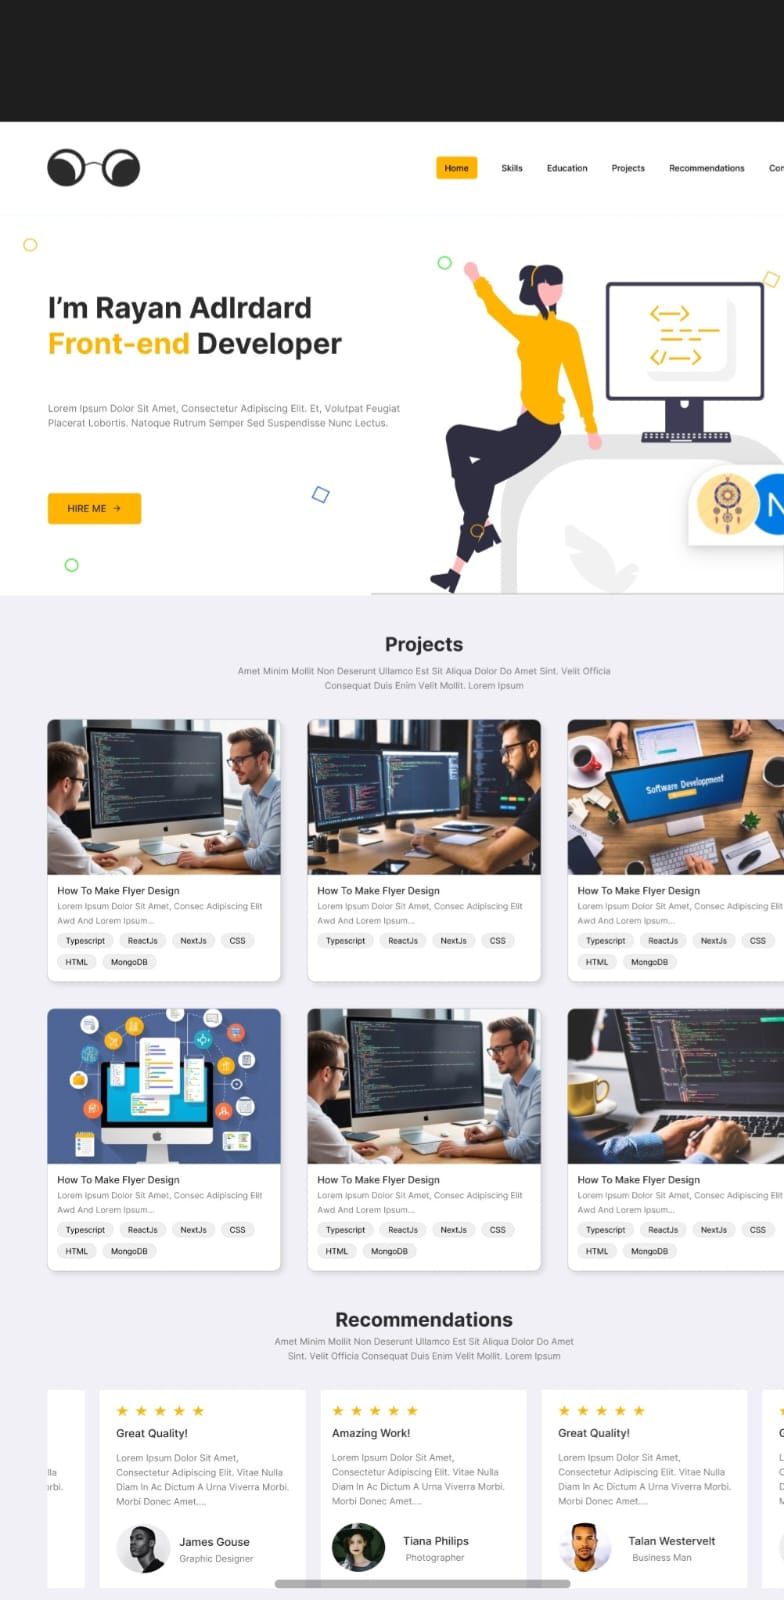 Home Skills Education Projects Recommendations
I'm Rayan Adlrdard
Front-end Developer
Lorem Ipsum Dolor Sit Amet, Consectetur Adipiscing Elit. Et, Volutpat Feugiat
Placerat Lobortis. Natoque Rutrum Semper Sed Suspendisse Nunc Lectus.
HIRE ME →
Projects
Amet Minim Mollit Non Deserunt Ullamco Est Sit Aliqua Dolor Do Amet Sint. Velit Officia
Consequat Duis Enim Velit Mollit. Lorem Ipsum
Software Development
How To Make Flyer Design
Lorem Ipsum Dolor Sit Amet, Consec Adipiscing Elit
Awd And Lorem Ipsum...
Typescript ReactJs NextJs CSS
HTML MongoDB
How To Make Flyer Design
Lorem Ipsum Dolor Sit Amet, Consec Adipiscing Elit
Awd And Lorem Ipsum...
Typescript ReactJs NextJs CSS
How To Make Flyer Design
Lorem Ipsum Dolor Sit Amet, Consec Adipiscing Elit
Awd And Lorem Ipsum...
Typescript ReactJs NextJs CSS
HTML MongoDB
How To Make Flyer Design
Lorem Ipsum Dolor Sit Amet, Consec Adipiscing Elit
Awd And Lorem Ipsum...
Typescript ReactJs NextJs CSS
HTML MongoDB
How To Make Flyer Design
Lorem Ipsum Dolor Sit Amet, Consec Adipiscing Elit
Awd And Lorem Ipsum...
Typescript ReactJs NextJs CSS
HTML MongoDB
How To Make Flyer Design
Lorem Ipsum Dolor Sit Amet, Consec Adipiscing Elit
Awd And Lorem Ipsum...
Typescript ReactJs NextJs CSS
HTML MongoDB
Recommendations
Amet Minim Mollit Non Deserunt Ullamco Est Sit Aliqua Dolor Do Amet
Sint. Velit Officia Consequat Duis Enim Velit Mollit. Lorem Ipsum
Great Quality!
Lorem Ipsum Dolor Sit Amet,
Consectetur Adipiscing Elit. Vitae Nulla
Diam In Ac Dictum A Urna Viverra Morbi.
Morbi Donec Amet....
James Gouse
Graphic Designer
Amazing Work!
Lorem Ipsum Dolor Sit Amet,
Consectetur Adipiscing Elit. Vitae Nulla
Diam In Ac Dictum A Urna Viverra Morbi.
Morbi Donec Amet....
Tiana Philips
Photographer
Great Quality!
Lorem Ipsum Dolor Sit Amet,
Consectetur Adipiscing Elit. Vitae Nulla
Diam In Ac Dictum A Urna Viverra Morbi.
Morbi Donec Amet....
Talan Westervelt
Business Man